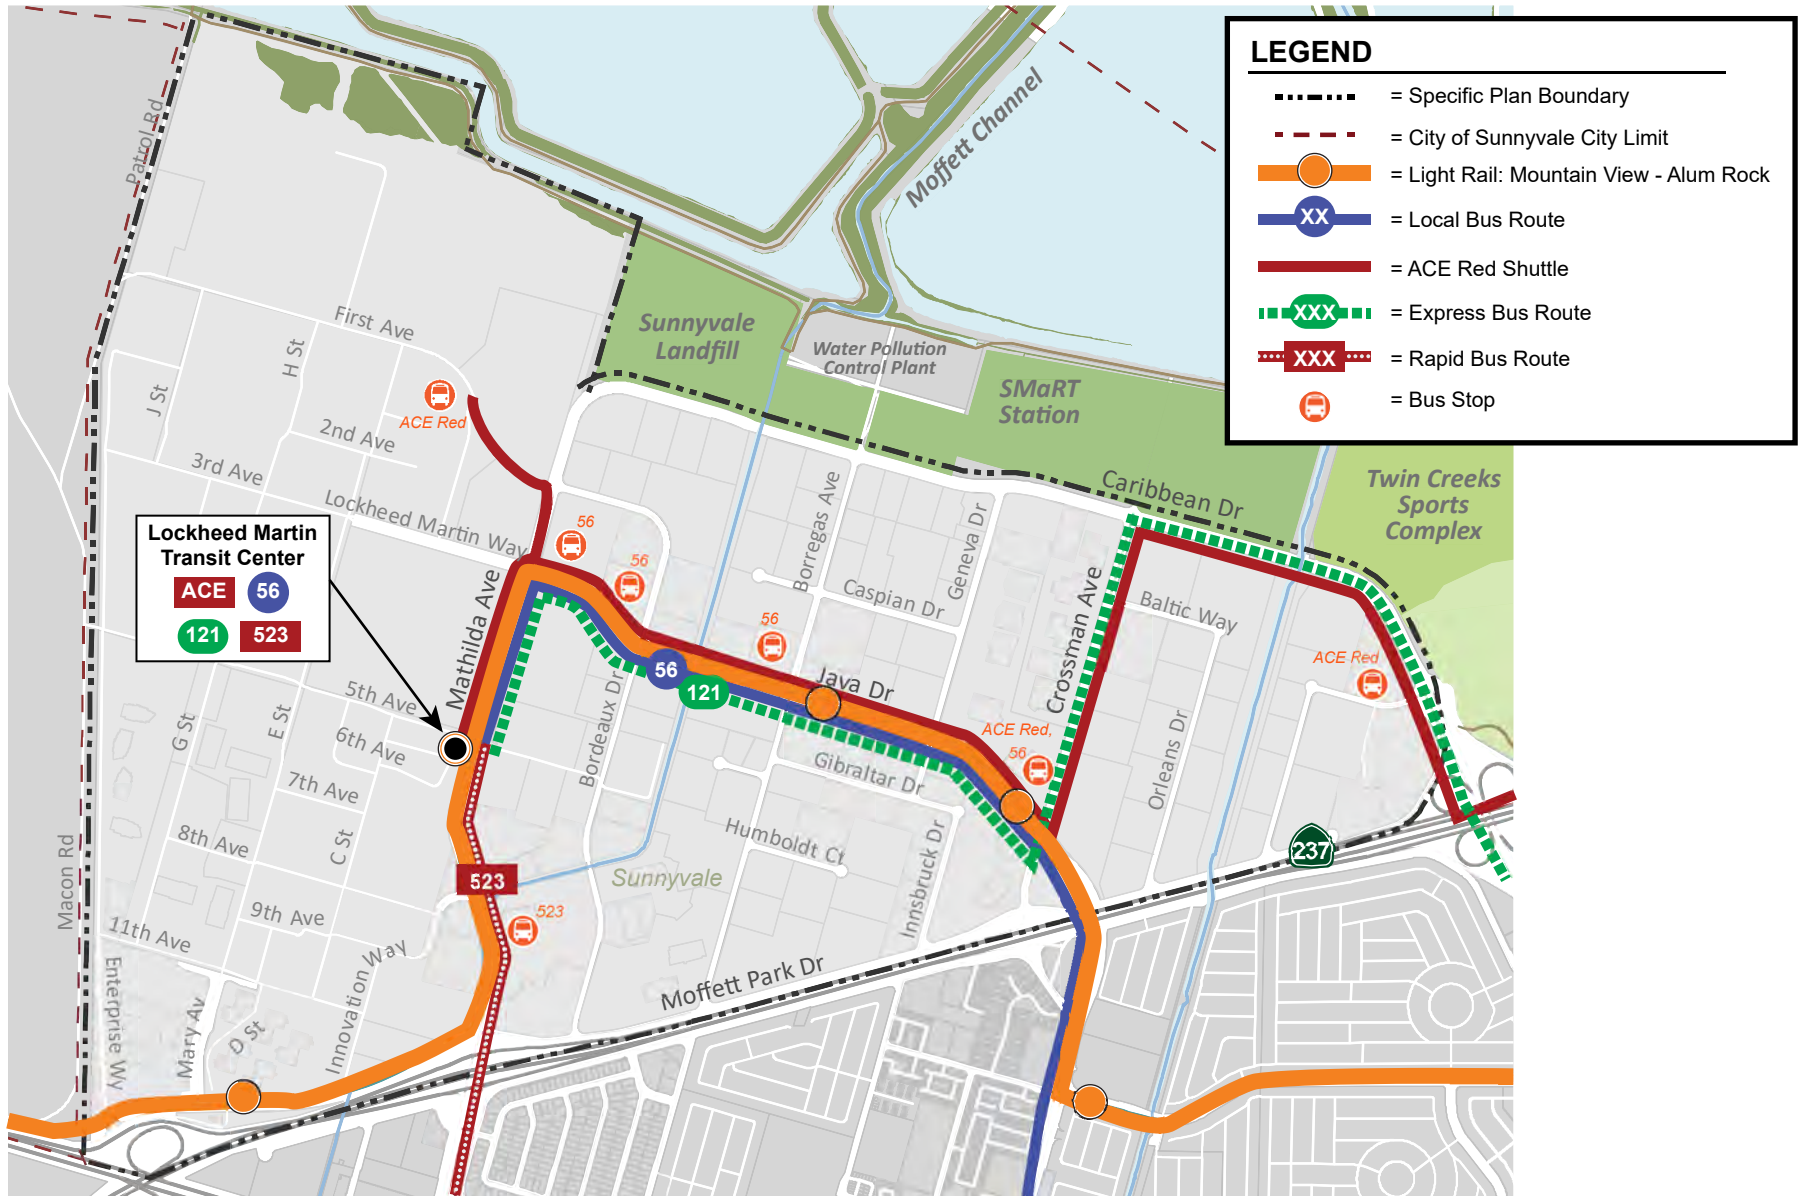 LEGEND
= Specific Plan Boundary
= City of Sunnyvale City Limit
= Light Rail: Mountain View - Alum Rock
XX
= Local Bus Route
= ACE Red Shuttle
XXX
= Express Bus Route
XXX
= Rapid Bus Route
= Bus Stop
Patrol Rd
Moffett Channel
Sunnyvale
Landfill
Water Pollution
Control Plant
SMaRT
Station
Twin Creeks
Sports
Complex
First Ave
H St
J St
ACE Red
2nd Ave
3rd Ave
Lockheed Martin Way
Caribbean Dr
Borregas Ave
Geneva Dr
Caspian Dr
Crossman Ave
Baltic Way
56
56
56
Lockheed Martin
Transit Center
ACE
56
121
523
Mathilda Ave
56
121
Java Dr
Bordeaux Dr
ACE Red
ACE Red,
56
5th Ave
6th Ave
7th Ave
8th Ave
9th Ave
11th Ave
G St
E St
C St
Gibraltar Dr
Humboldt Ct
Innsbruck Dr
Orleans Dr
237
523
523
Sunnyvale
Macon Rd
Enterprise Wy
Mary Av
D St
Innovation Way
Moffett Park Dr